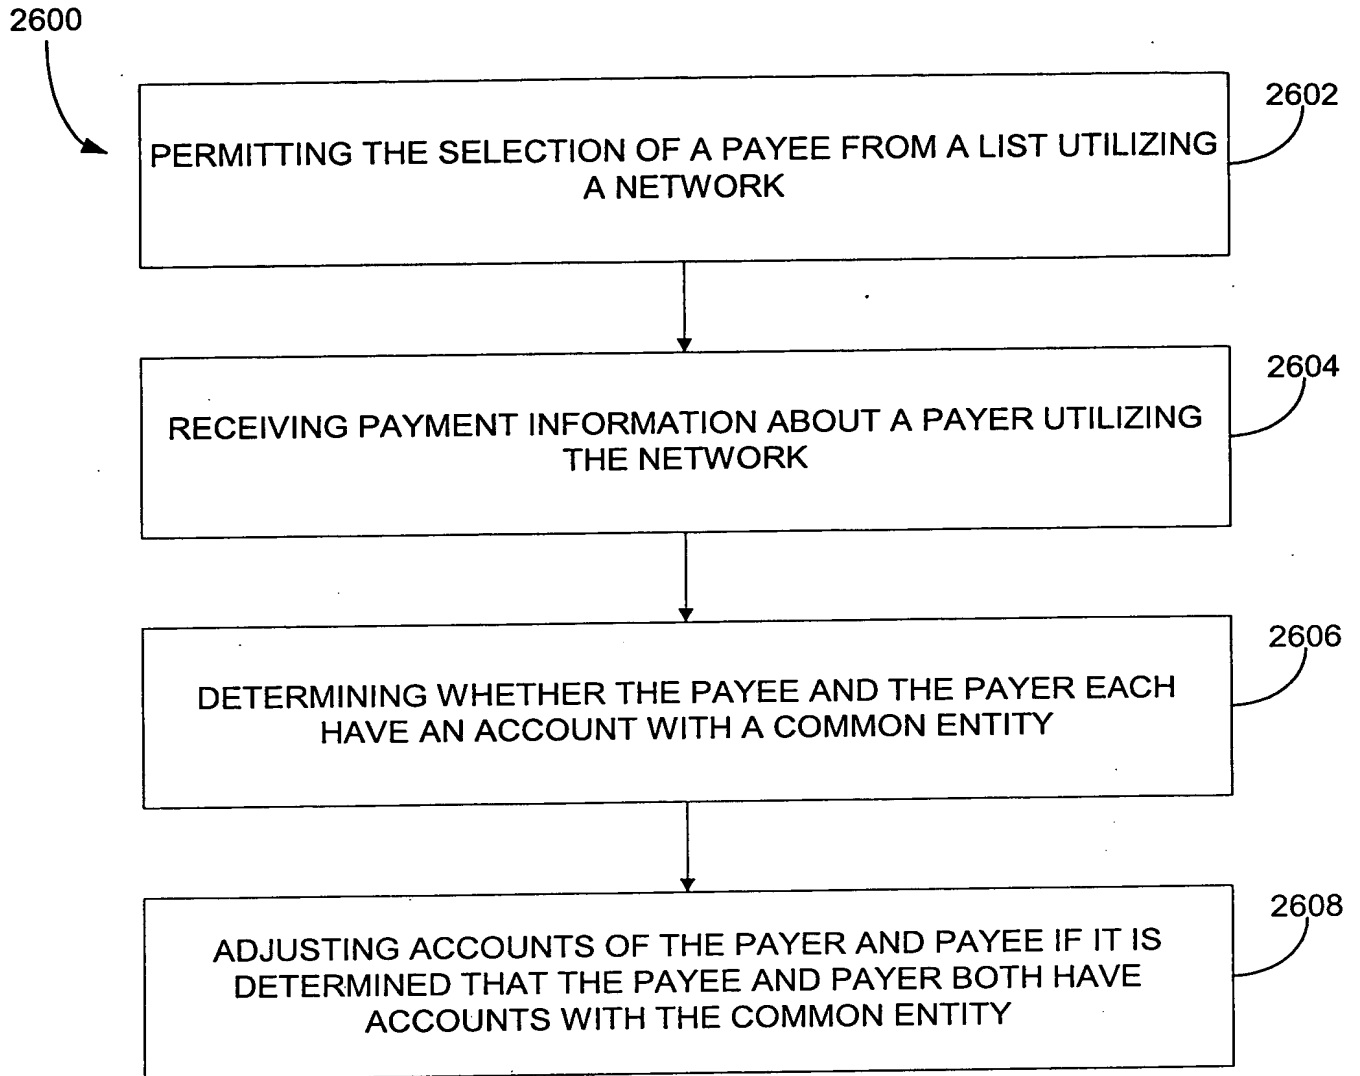 2600
2602
PERMITTING THE SELECTION OF A PAYEE FROM A LIST UTILIZING
A NETWORK
2604
RECEIVING PAYMENT INFORMATION ABOUT A PAYER UTILIZING
THE NETWORK
2606
DETERMINING WHETHER THE PAYEE AND THE PAYER EACH
HAVE AN ACCOUNT WITH A COMMON ENTITY
2608
ADJUSTING ACCOUNTS OF THE PAYER AND PAYEE IF IT IS
DETERMINED THAT THE PAYEE AND PAYER BOTH HAVE
ACCOUNTS WITH THE COMMON ENTITY